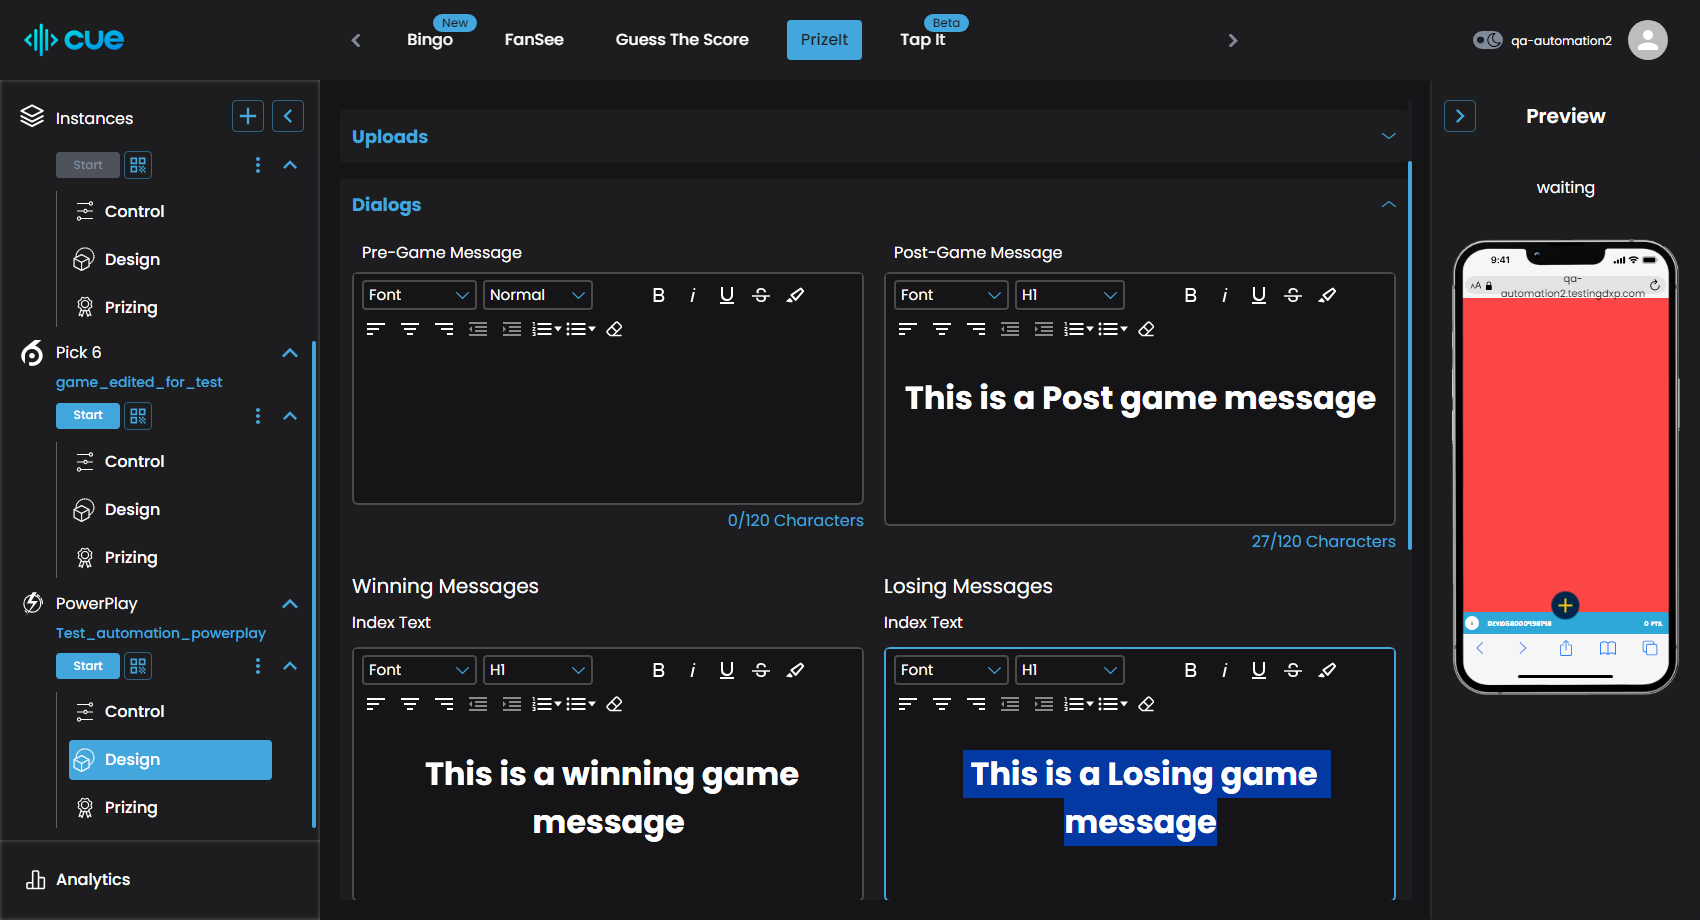 cue
New
Bingo
FanSee
Guess The Score
PrizeIt
Beta
Tap It
qa-automation2
Instances
Start
Control
Design
Prizing
Pick 6
game_edited_for_test
Start
Control
Design
Prizing
PowerPlay
Test_automation_powerplay
Start
Control
Design
Prizing
Analytics
Uploads
Dialogs
Pre-Game Message
Font
Normal
B i U S
0/120 Characters
Post-Game Message
Font
H1
B i U S
This is a Post game message
27/120 Characters
Winning Messages
Index Text
Font
H1
B i U S
This is a winning game
message
Losing Messages
Index Text
Font
H1
B i U S
This is a Losing game
message
Preview
waiting
9:41
AA
qa-
automation2.testingdxp.com
0 PTS.